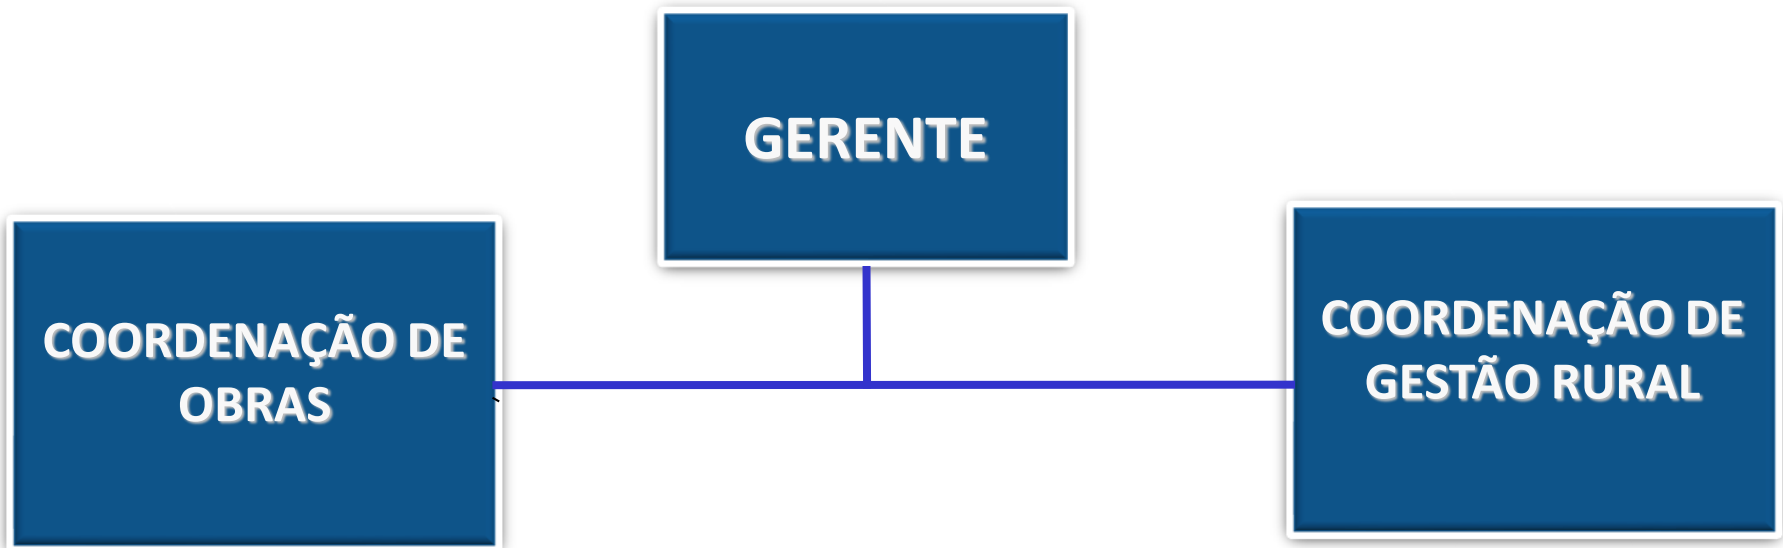 GERENTE
COORDENAÇÃO DE
OBRAS
COORDENAÇÃO DE
GESTÃO RURAL